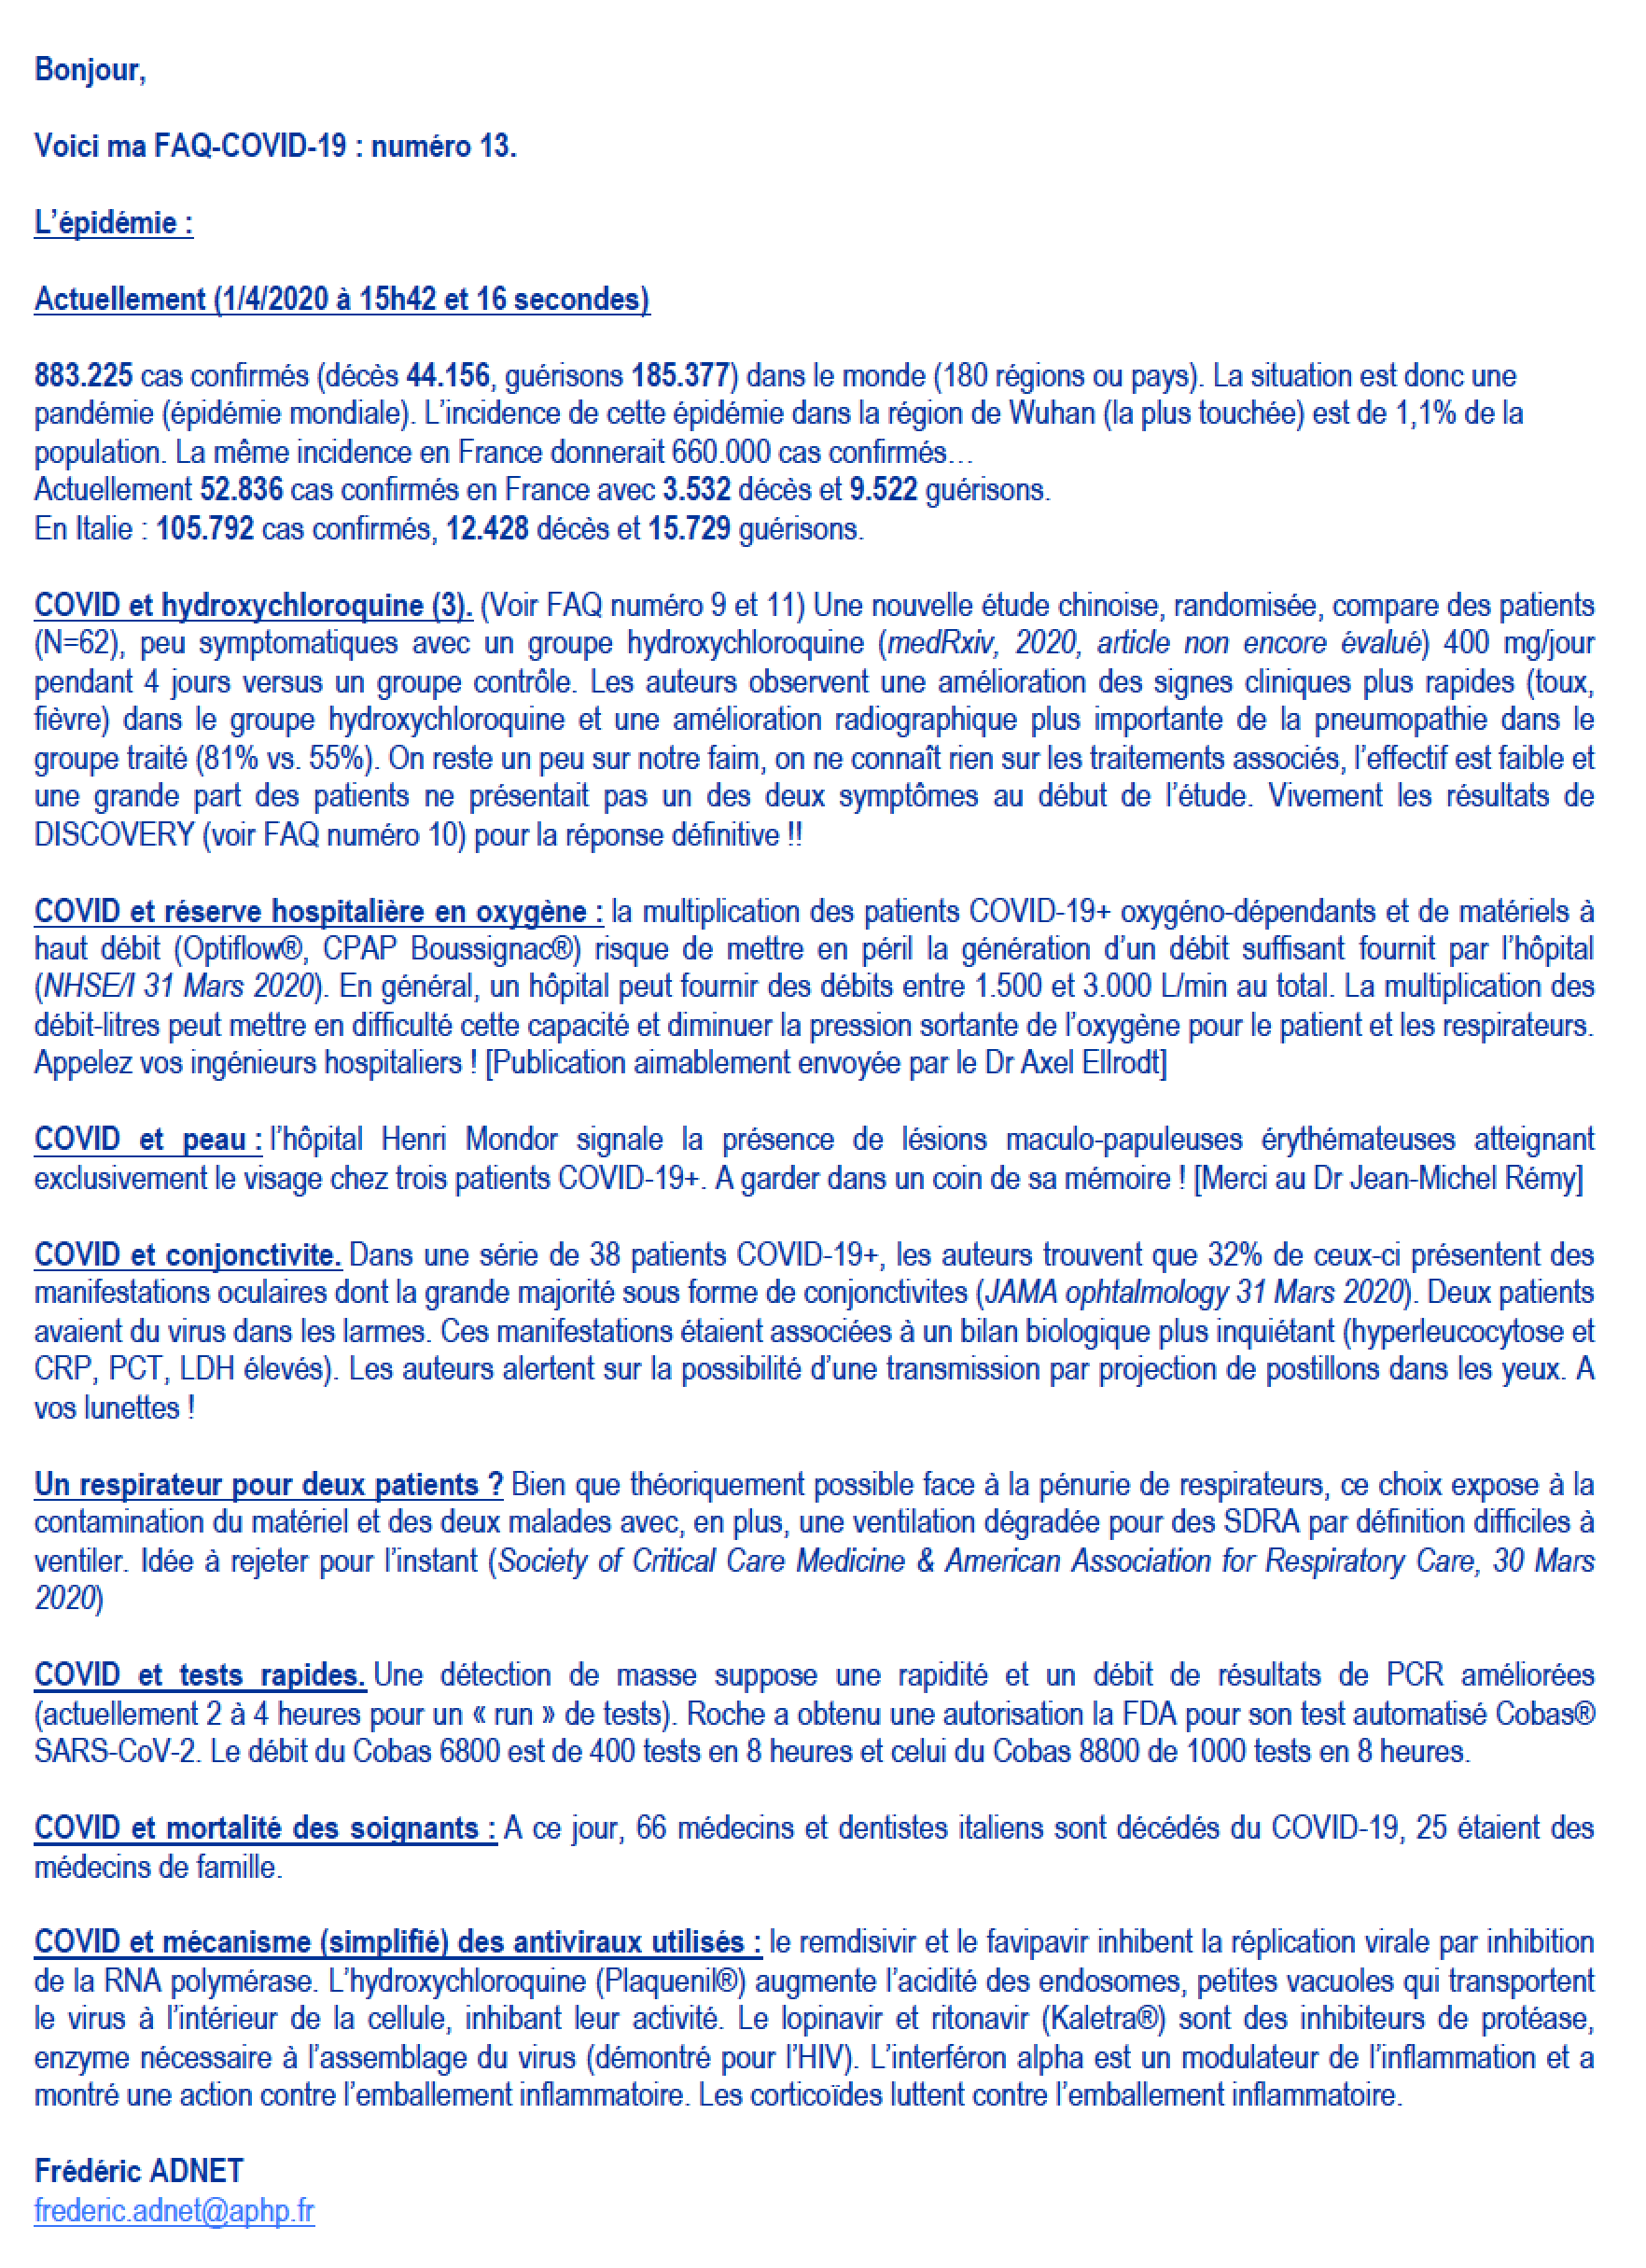 Bonjour,
Voici ma FAQ-COVID-19 : numéro 13.
L’épidémie :
Actuellement (1/4/2020 à 15h42 et 16 secondes)
883.225 cas confirmés (décès 44.156, guérisons 185.377) dans le monde (180 régions ou pays). La situation est donc une
pandémie (épidémie mondiale). L’incidence de cette épidémie dans la région de Wuhan (la plus touchée) est de 1,1% de la
population. La même incidence en France donnerait 660.000 cas confirmés…
Actuellement 52.836 cas confirmés en France avec 3.532 décès et 9.522 guérisons.
En Italie : 105.792 cas confirmés, 12.428 décès et 15.729 guérisons.
COVID et hydroxychloroquine (3). (Voir FAQ numéro 9 et 11) Une nouvelle étude chinoise, randomisée, compare des patients
(N=62), peu symptomatiques avec un groupe hydroxychloroquine (medRxiv, 2020, article non encore évalué) 400 mg/jour
pendant 4 jours versus un groupe contrôle. Les auteurs observent une amélioration des signes cliniques plus rapides (toux,
fièvre) dans le groupe hydroxychloroquine et une amélioration radiographique plus importante de la pneumopathie dans le
groupe traité (81% vs. 55%). On reste un peu sur notre faim, on ne connaît rien sur les traitements associés, l’effectif est faible et
une grande part des patients ne présentait pas un des deux symptômes au début de l’étude. Vivement les résultats de
DISCOVERY (voir FAQ numéro 10) pour la réponse définitive !!
COVID et réserve hospitalière en oxygène : la multiplication des patients COVID-19+ oxygéno-dépendants et de matériels à
haut débit (Optiflow®, CPAP Boussignac®) risque de mettre en péril la génération d’un débit suffisant fournit par l’hôpital
(NHSE/I 31 Mars 2020). En général, un hôpital peut fournir des débits entre 1.500 et 3.000 L/min au total. La multiplication des
débit-litres peut mettre en difficulté cette capacité et diminuer la pression sortante de l’oxygène pour le patient et les respirateurs.
Appelez vos ingénieurs hospitaliers ! [Publication aimablement envoyée par le Dr Axel Ellrodt]
COVID et peau : l’hôpital Henri Mondor signale la présence de lésions maculo-papuleuses érythémateuses atteignant
exclusivement le visage chez trois patients COVID-19+. A garder dans un coin de sa mémoire ! [Merci au Dr Jean-Michel Rémy]
COVID et conjonctivite. Dans une série de 38 patients COVID-19+, les auteurs trouvent que 32% de ceux-ci présentent des
manifestations oculaires dont la grande majorité sous forme de conjonctivites (JAMA ophtalmology 31 Mars 2020). Deux patients
avaient du virus dans les larmes. Ces manifestations étaient associées à un bilan biologique plus inquiétant (hyperleucocytose et
CRP, PCT, LDH élevés). Les auteurs alertent sur la possibilité d’une transmission par projection de postillons dans les yeux. A
vos lunettes !
Un respirateur pour deux patients ? Bien que théoriquement possible face à la pénurie de respirateurs, ce choix expose à la
contamination du matériel et des deux malades avec, en plus, une ventilation dégradée pour des SDRA par définition difficiles à
ventiler. Idée à rejeter pour l’instant (Society of Critical Care Medicine & American Association for Respiratory Care, 30 Mars
2020)
COVID et tests rapides. Une détection de masse suppose une rapidité et un débit de résultats de PCR améliorées
(actuellement 2 à 4 heures pour un « run » de tests). Roche a obtenu une autorisation la FDA pour son test automatisé Cobas®
SARS-CoV-2. Le débit du Cobas 6800 est de 400 tests en 8 heures et celui du Cobas 8800 de 1000 tests en 8 heures.
COVID et mortalité des soignants : A ce jour, 66 médecins et dentistes italiens sont décédés du COVID-19, 25 étaient des
médecins de famille.
COVID et mécanisme (simplifié) des antiviraux utilisés : le remdisivir et le favipavir inhibent la réplication virale par inhibition
de la RNA polymérase. L’hydroxychloroquine (Plaquenil®) augmente l’acidité des endosomes, petites vacuoles qui transportent
le virus à l’intérieur de la cellule, inhibant leur activité. Le lopinavir et ritonavir (Kaletra®) sont des inhibiteurs de protéase,
enzyme nécessaire à l’assemblage du virus (démontré pour l’HIV). L’interféron alpha est un modulateur de l’inflammation et a
montré une action contre l’emballement inflammatoire. Les corticoïdes luttent contre l’emballement inflammatoire.
Frédéric ADNET
frederic.adnet@aphp.fr